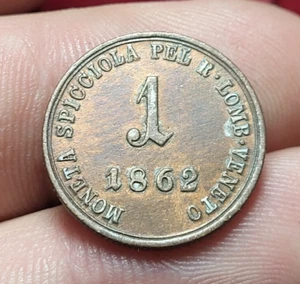 MONETA SPICCIOLA PEL R· LOMB·VENETO
1
1862